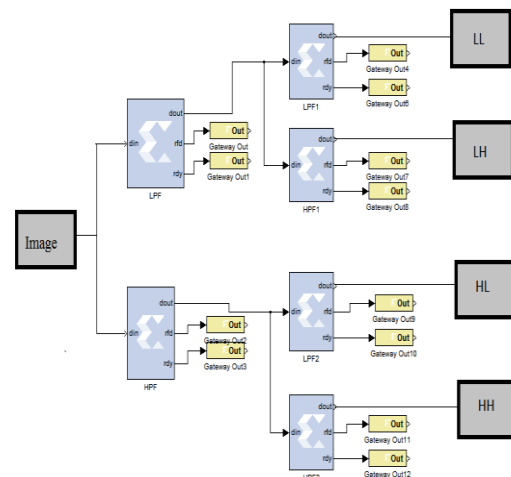 dout
LL
din
rfd
Out
Gateway Out4
rdy
Out
Gateway Out6
LPF1
dout
din
rfd
Out
Gateway Out
rdy
Out
Gateway Out1
LPF
dout
LH
din
rfd
Out
Gateway Out7
rdy
Out
Gateway Out8
HPF1
Image
dout
din
rfd
Out
Gateway Out2
rdy
Out
Gateway Out3
HPF
dout
HL
din
rfd
Out
Gateway Out9
rdy
Out
Gateway Out10
LPF2
dout
HH
din
rfd
Out
Gateway Out11
rdy
Out
Gateway Out12